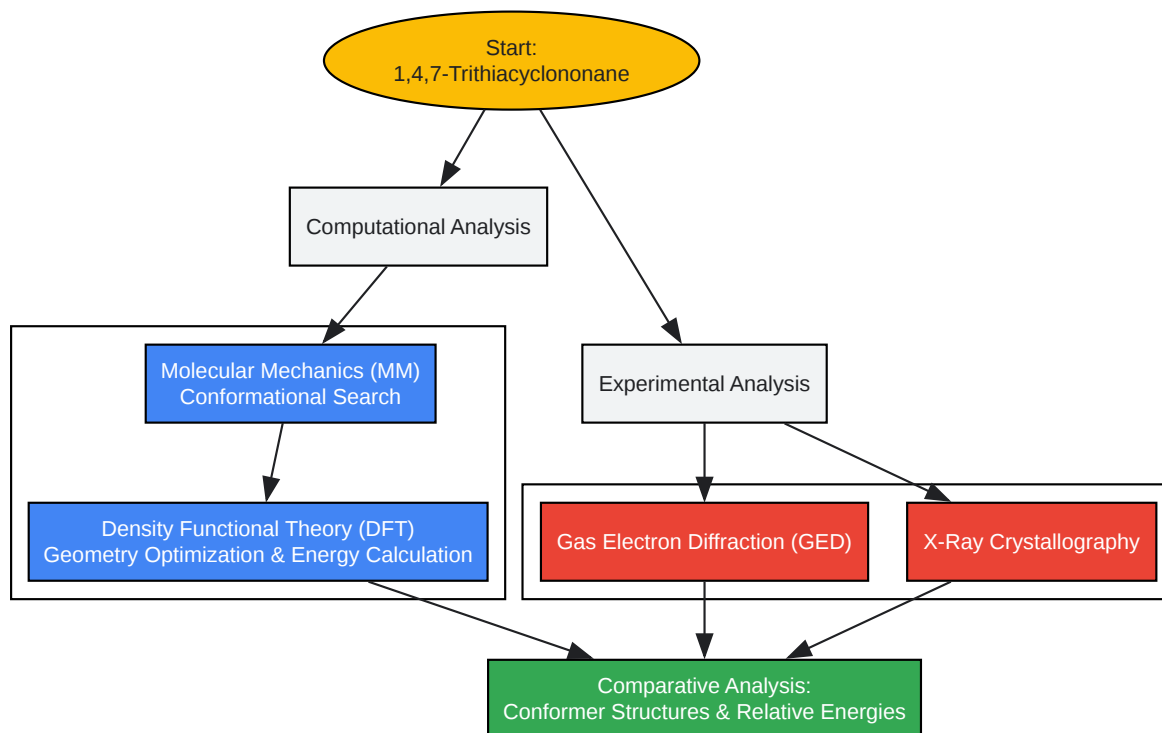 Start:
1,4,7-Trithiacyclononane
Computational Analysis
Molecular Mechanics (MM)
Conformational Search
Experimental Analysis
Density Functional Theory (DFT)
Geometry Optimization & Energy Calculation
Gas Electron Diffraction (GED)
X-Ray Crystallography
Comparative Analysis:
Conformer Structures & Relative Energies